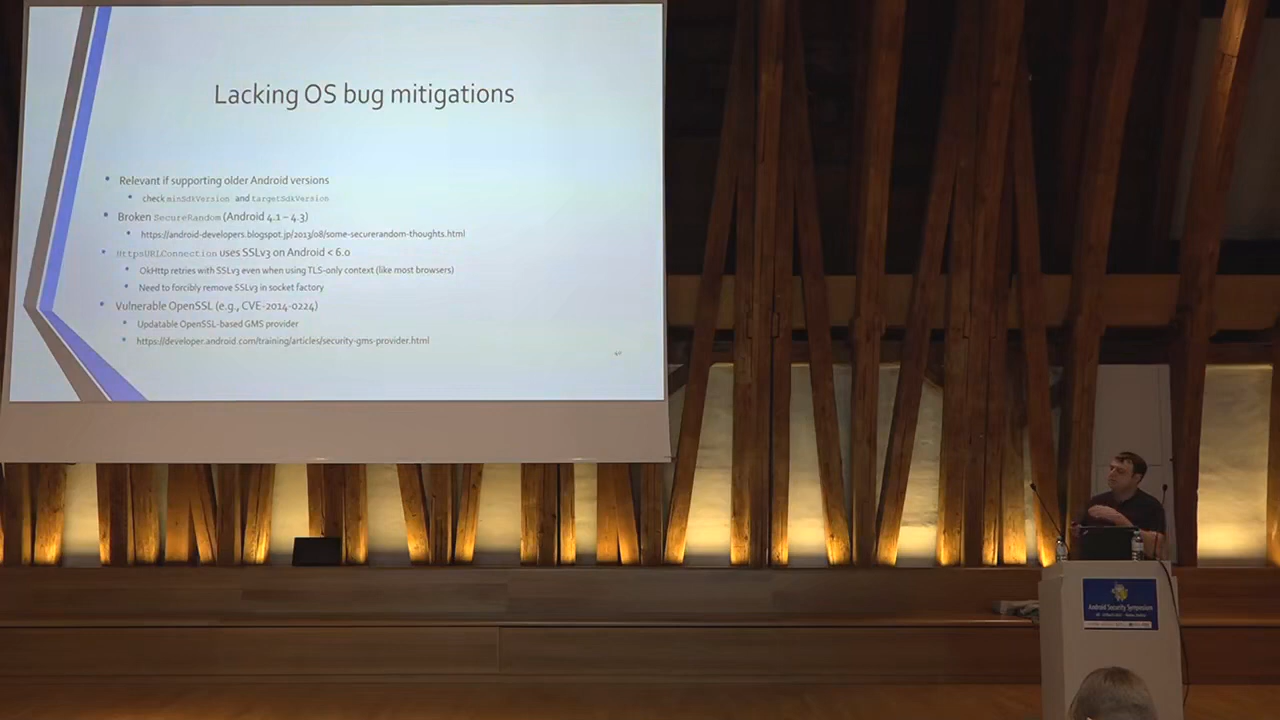 Lacking OS bug mitigations
• Relevant if supporting older Android versions
• check minSdkVersion and targetSdkVersion
• Broken SecureRandom (Android 4.1 – 4.3)
• https://android-developers.blogspot.jp/2013/08/some-securerandom-thoughts.html
• HttpsURLConnection uses SSLv3 on Android < 6.0
• OkHttp retries with SSLv3 even when using TLS-only context (like most browsers)
• Need to forcibly remove SSLv3 in socket factory
• Vulnerable OpenSSL (e.g., CVE-2014-0224)
• Updatable OpenSSL-based GMS provider
• https://developer.android.com/training/articles/security-gms-provider.html
Android Security Symposium